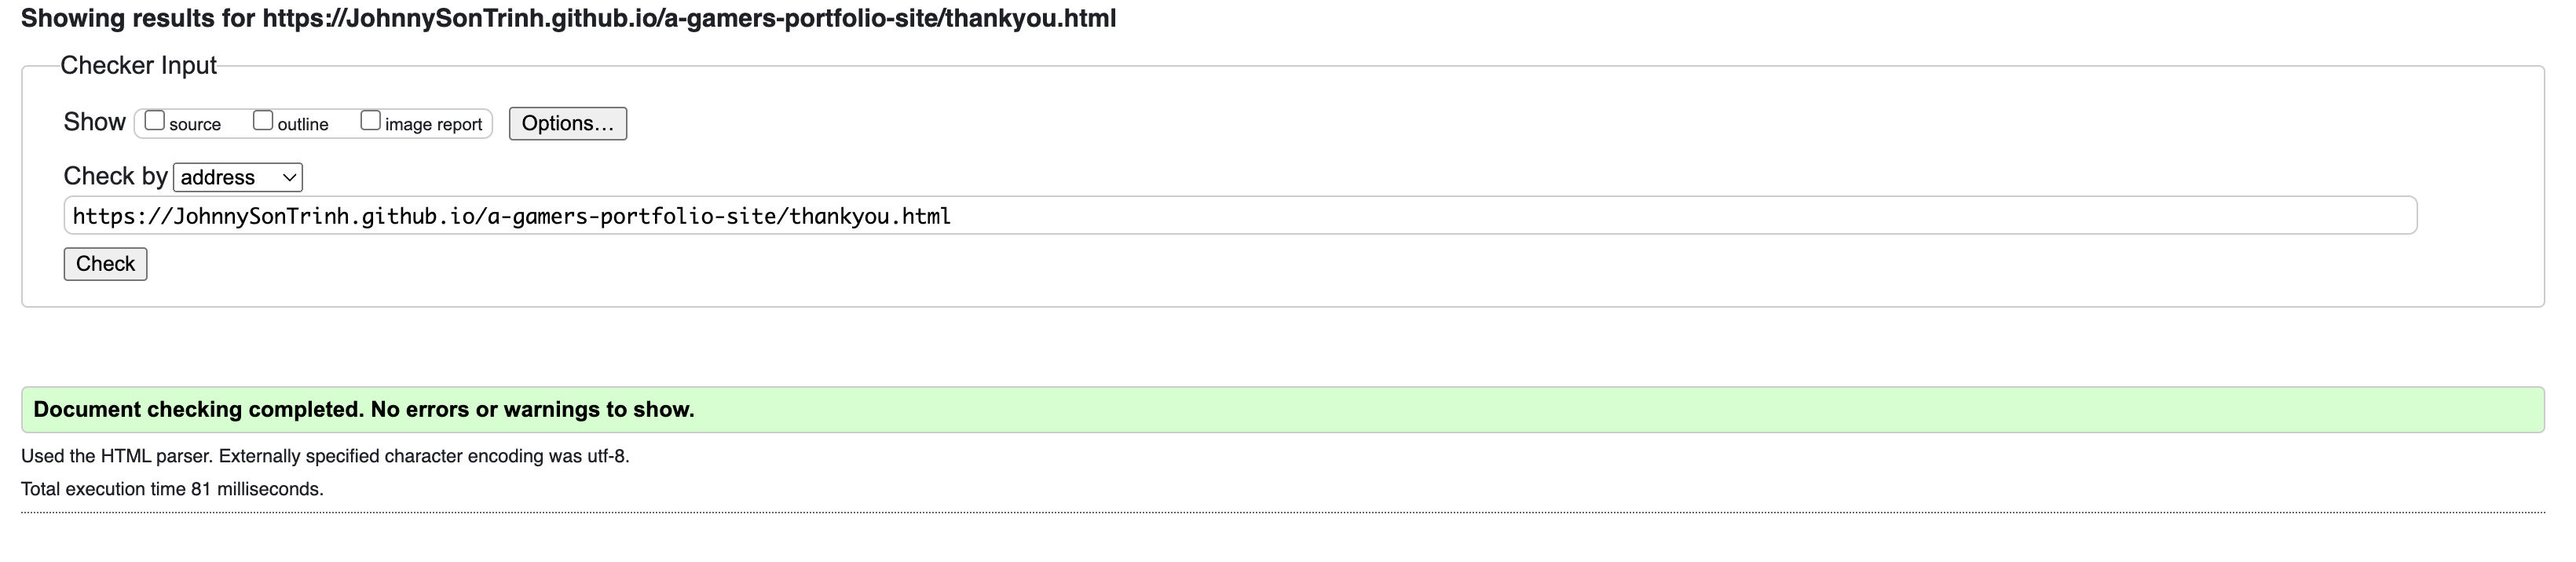 Showing results for https://JohnnySonTrinh.github.io/a-gamers-portfolio-site/thankyou.html
Checker Input
Show source outline image report Options...
Check by address
https://JohnnySonTrinh.github.io/a-gamers-portfolio-site/thankyou.html
Check
Document checking completed. No errors or warnings to show.
Used the HTML parser. Externally specified character encoding was utf-8.
Total execution time 81 milliseconds.